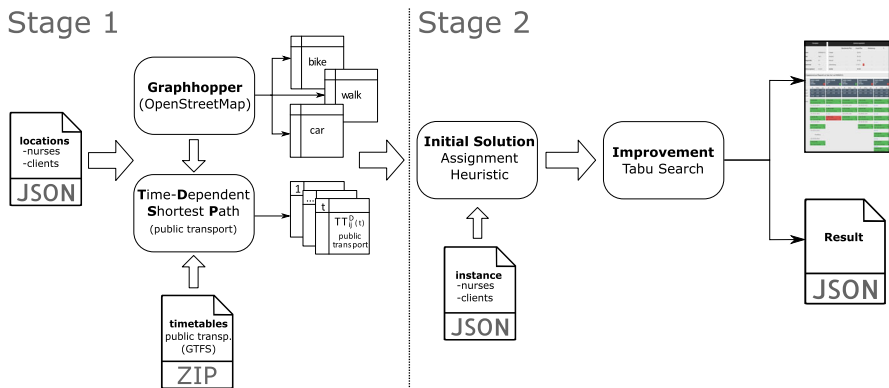 Stage 1
Stage 2
Graphhopper
(OpenStreetMap)
bike
walk
car
locations
-nurses
-clients
JSON
Time-Dependent
Shortest Path
(public transport)
1
...
t
TT^D_ij(t)
public
transport
timetables
public transp.
(GTFS)
ZIP
Initial Solution
Assignment
Heuristic
Improvement
Tabu Search
instance
-nurses
-clients
JSON
Result
JSON